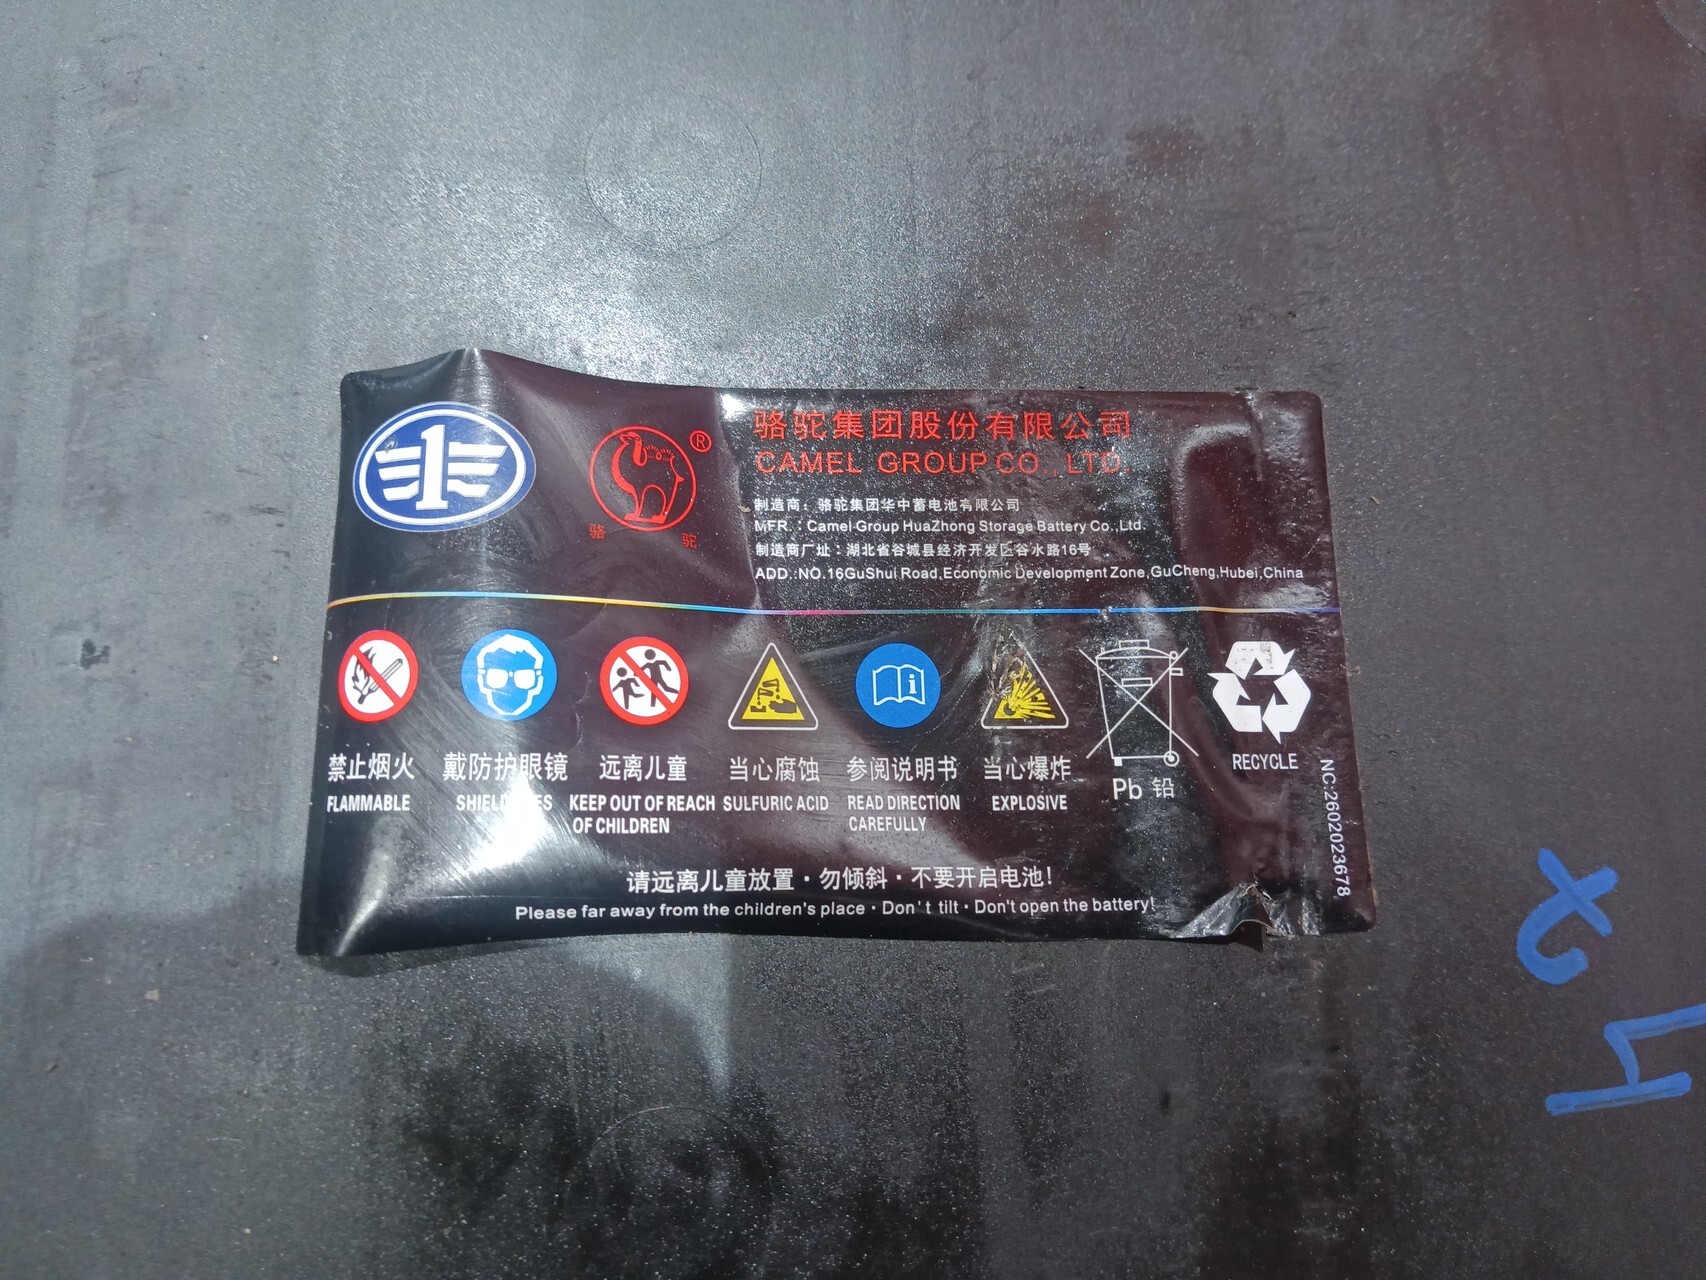 骆驼集团股份有限公司
CAMEL GROUP CO., LTD.
®
骆 驼
制造商：骆驼集团华中蓄电池有限公司
MFR.：Camel Group HuaZhong Storage Battery Co.,Ltd.
制造商厂址：湖北省谷城县经济开发区谷水路16号
ADD.:NO.16GuShui Road,Economic Development Zone,GuCheng,Hubei,China
禁止烟火 戴防护眼镜 远离儿童 当心腐蚀 参阅说明书 当心爆炸 Pb 铅 RECYCLE
FLAMMABLE KEEP OUT OF REACH SULFURIC ACID READ DIRECTION EXPLOSIVE
OF CHILDREN CAREFULLY
请远离儿童放置·勿倾斜·不要开启电池！
Please far away from the children's place·Don't tilt·Don't open the battery!
NC:2602023678